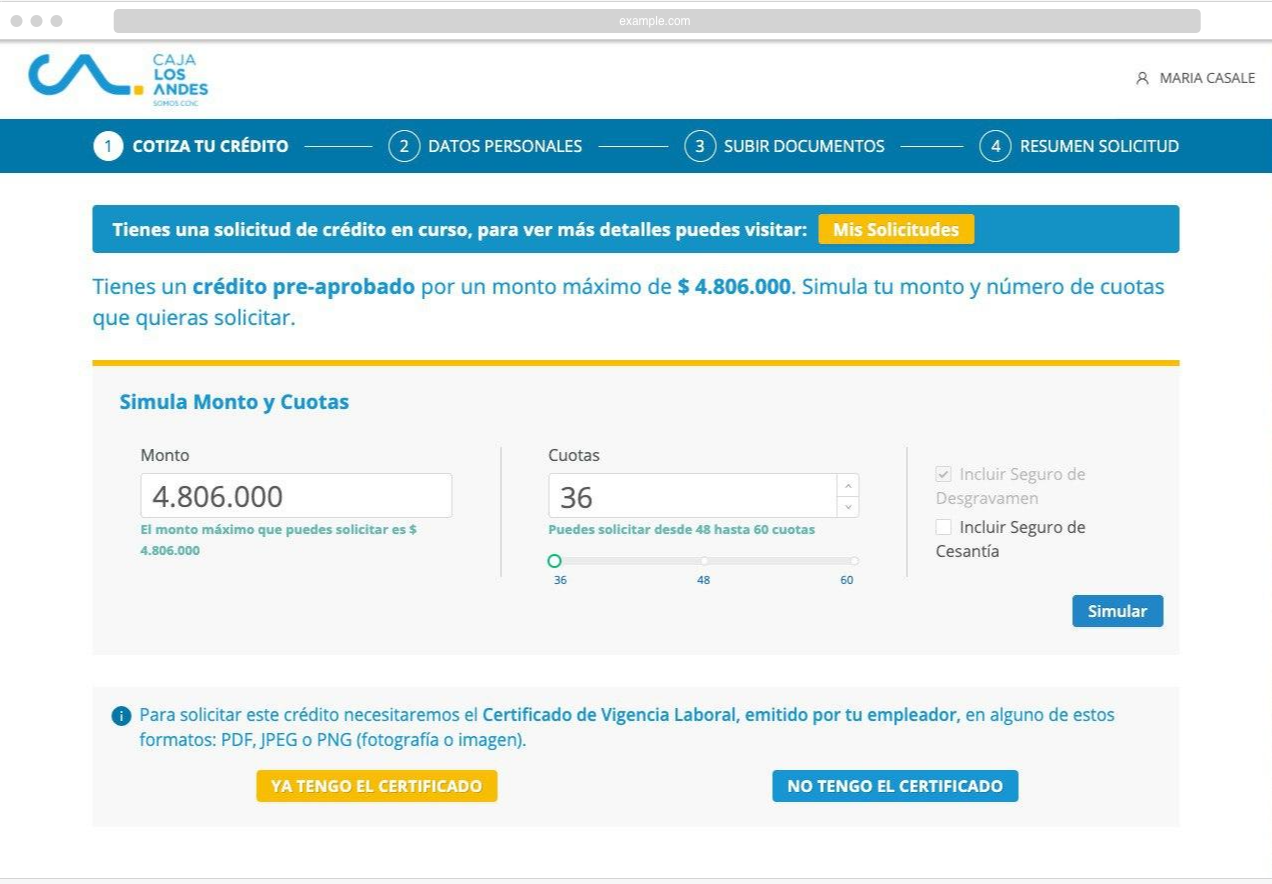 example.com
CAJA
LOS
ANDES
SOMOS CChC
MARIA CASALE
1 COTIZA TU CRÉDITO
2 DATOS PERSONALES
3 SUBIR DOCUMENTOS
4 RESUMEN SOLICITUD
Tienes una solicitud de crédito en curso, para ver más detalles puedes visitar: Mis Solicitudes
Tienes un crédito pre-aprobado por un monto máximo de $ 4.806.000. Simula tu monto y número de cuotas
que quieras solicitar.
Simula Monto y Cuotas
Monto
4.806.000
El monto máximo que puedes solicitar es $
4.806.000
Cuotas
36
Puedes solicitar desde 48 hasta 60 cuotas
36 48 60
Incluir Seguro de
Desgravamen
Incluir Seguro de
Cesantía
Simular
Para solicitar este crédito necesitaremos el Certificado de Vigencia Laboral, emitido por tu empleador, en alguno de estos
formatos: PDF, JPEG o PNG (fotografía o imagen).
YA TENGO EL CERTIFICADO
NO TENGO EL CERTIFICADO